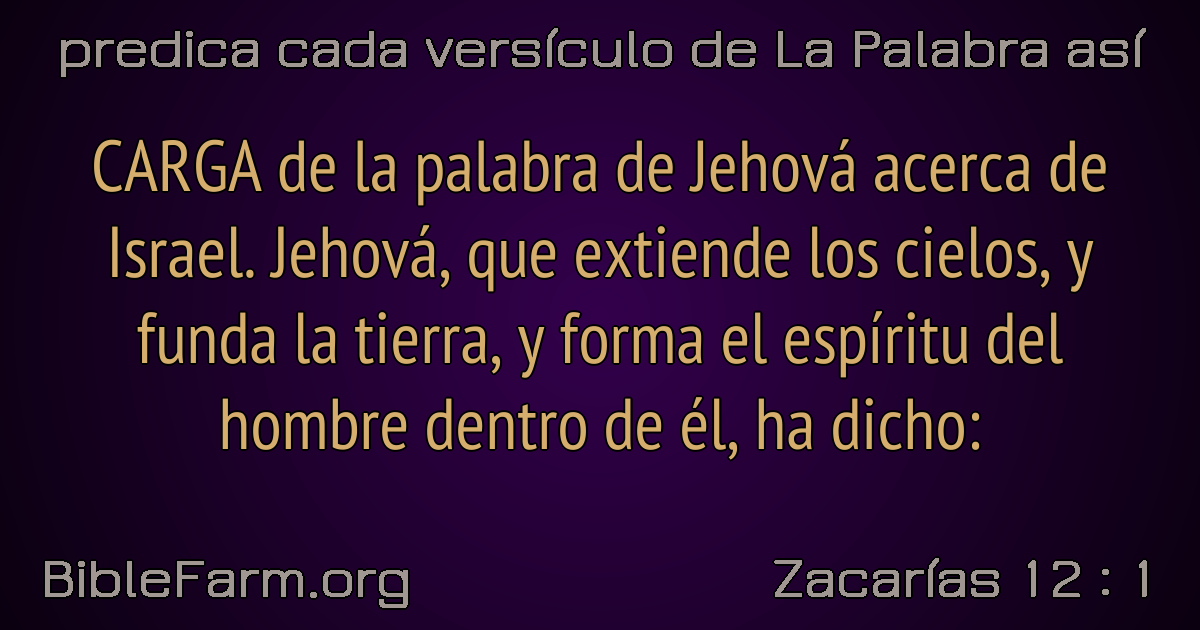 predica cada versículo de La Palabra así
CARGA de la palabra de Jehová acerca de
Israel. Jehová, que extiende los cielos, y
funda la tierra, y forma el espíritu del
hombre dentro de él, ha dicho:
BibleFarm.org
Zacarías 12 : 1